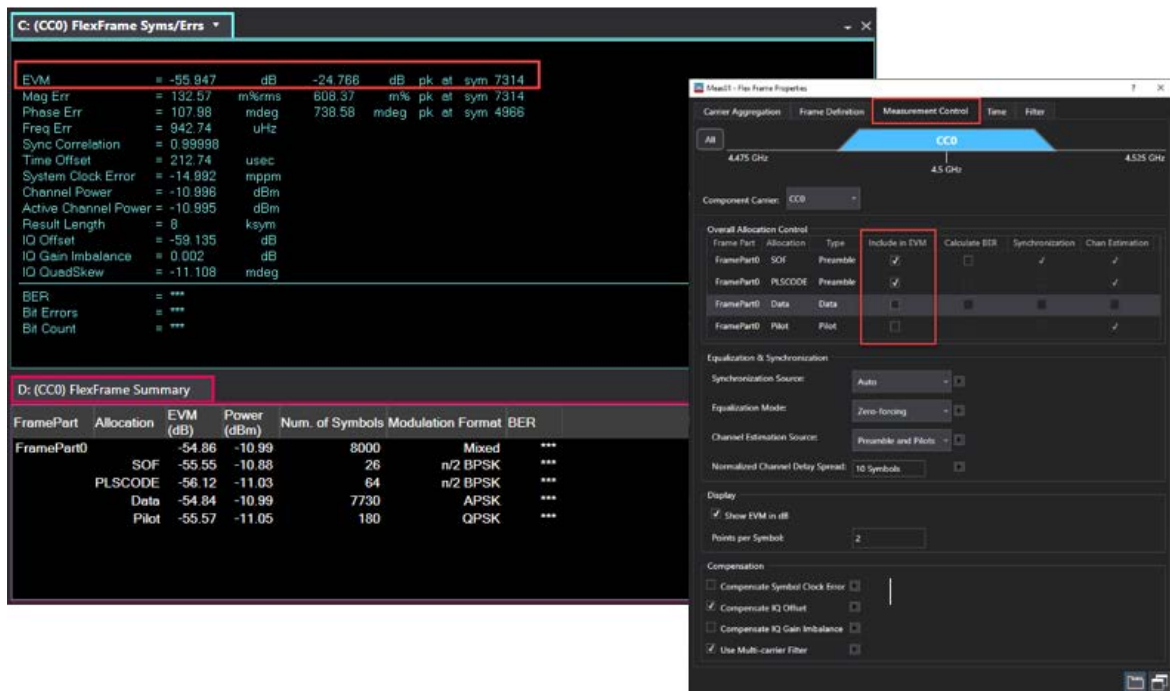 C: (CC0) FlexFrame Syms/Errs
EVM = -55.947 dB -24.766 dB pk at sym 7314
Mag Err = 132.57 m%rms 608.37 m% pk at sym 7314
Phase Err = 107.98 mdeg 738.58 mdeg pk at sym 4966
Freq Err = 942.74 uHz
Sync Correlation = 0.99998
Time Offset = 212.74 usec
System Clock Error = -14.992 mppm
Channel Power = -10.996 dBm
Active Channel Power = -10.995 dBm
Result Length = 8 ksym
IQ Offset = -59.135 dB
IQ Gain Imbalance = 0.002 dB
IQ QuadSkew = -11.108 mdeg
BER = ***
Bit Errors = ***
Bit Count = ***
D: (CC0) FlexFrame Summary
FramePart Allocation EVM (dB) Power (dBm) Num. of Symbols Modulation Format BER
FramePart0 -54.86 -10.99 8000 Mixed ***
SOF -55.55 -10.88 26 π/2 BPSK ***
PLSCODE -56.12 -11.03 64 π/2 BPSK ***
Data -54.84 -10.99 7730 APSK ***
Pilot -55.57 -11.05 180 QPSK ***
Meas01 - Flex Frame Properties ? ×
Carrier Aggregation Frame Definition Measurement Control Time Filter
All CC0
4.475 GHz 4.5 GHz 4.525 GHz
Component Carrier: CC0
Overall Allocation Control
Frame Part Allocation Type Include in EVM Calculate BER Synchronization Chan Estimation
FramePart0 SOF Preamble
FramePart0 PLSCODE Preamble
FramePart0 Data Data
FramePart0 Pilot Pilot
Equalization & Synchronization
Synchronization Source: Auto
Equalization Mode: Zero-forcing
Channel Estimation Source: Preamble and Pilots
Normalized Channel Delay Spread: 10 Symbols
Display
Show EVM in dB
Points per Symbol: 2
Compensation
Compensate Symbol Clock Error
Compensate IQ Offset
Compensate IQ Gain Imbalance
Use Multi-carrier Filter